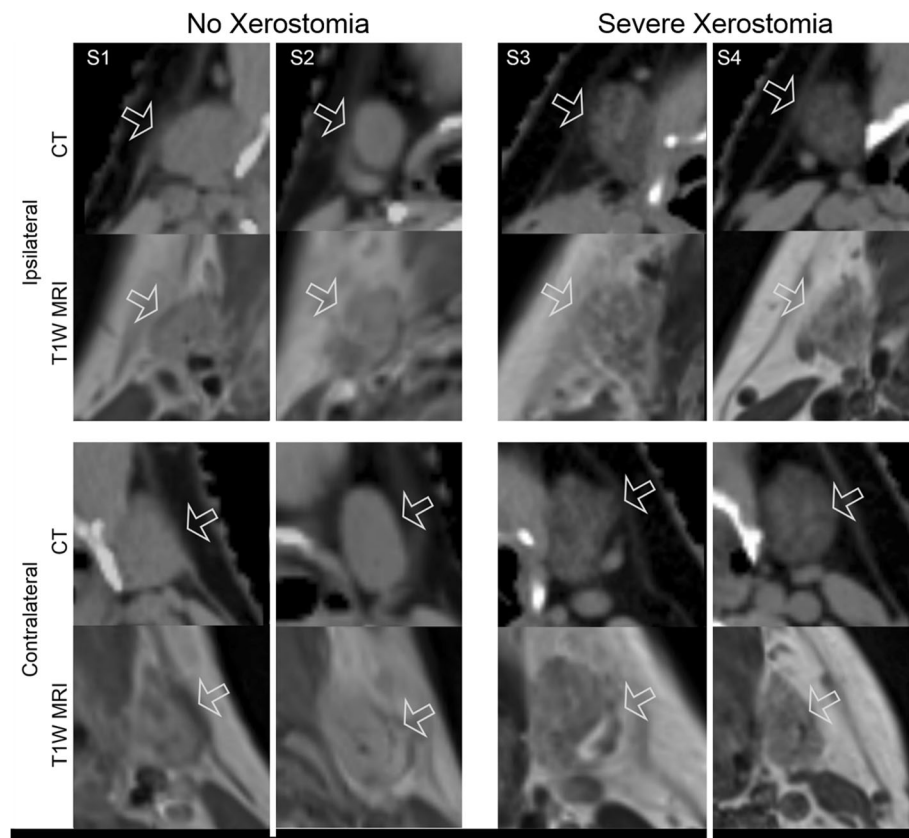 No Xerostomia Severe Xerostomia
S1 S2 S3 S4
Ipsilateral
CT
T1W MRI
Contralateral
CT
T1W MRI